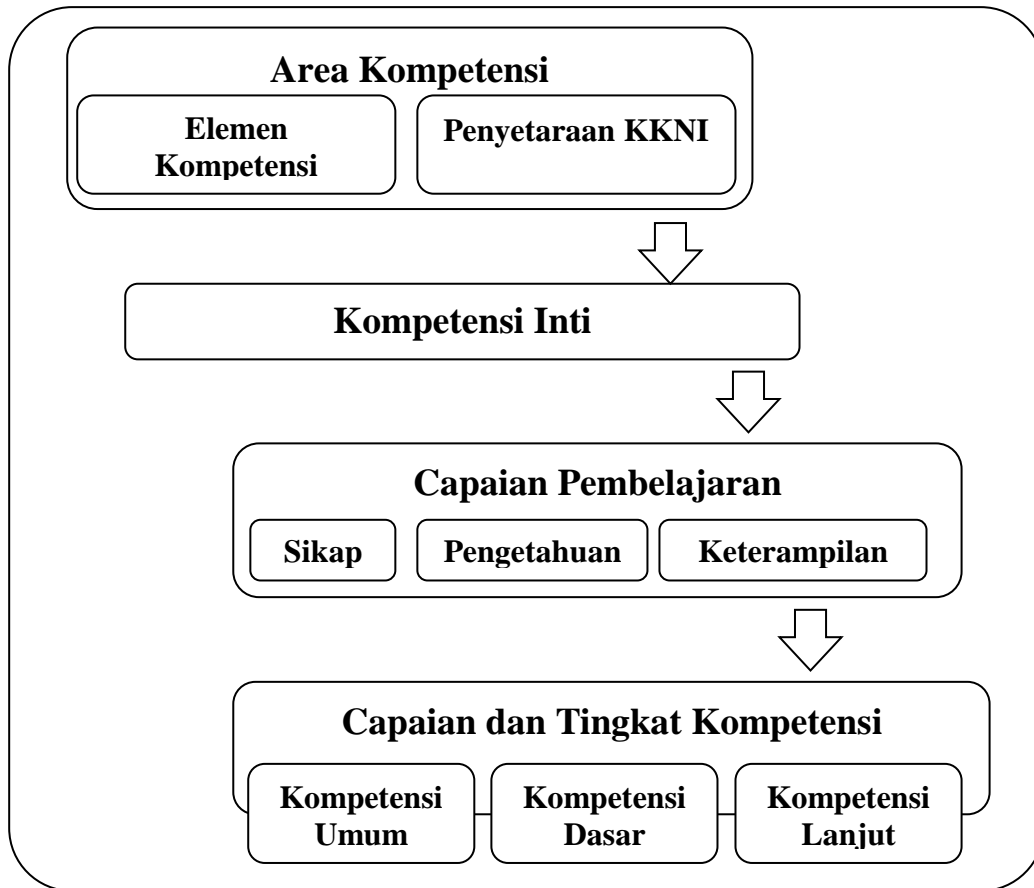 Area Kompetensi
Elemen
Kompetensi
Penyetaraan KKNI
Kompetensi Inti
Capaian Pembelajaran
Sikap
Pengetahuan
Keterampilan
Capaian dan Tingkat Kompetensi
Kompetensi
Umum
Kompetensi
Dasar
Kompetensi
Lanjut